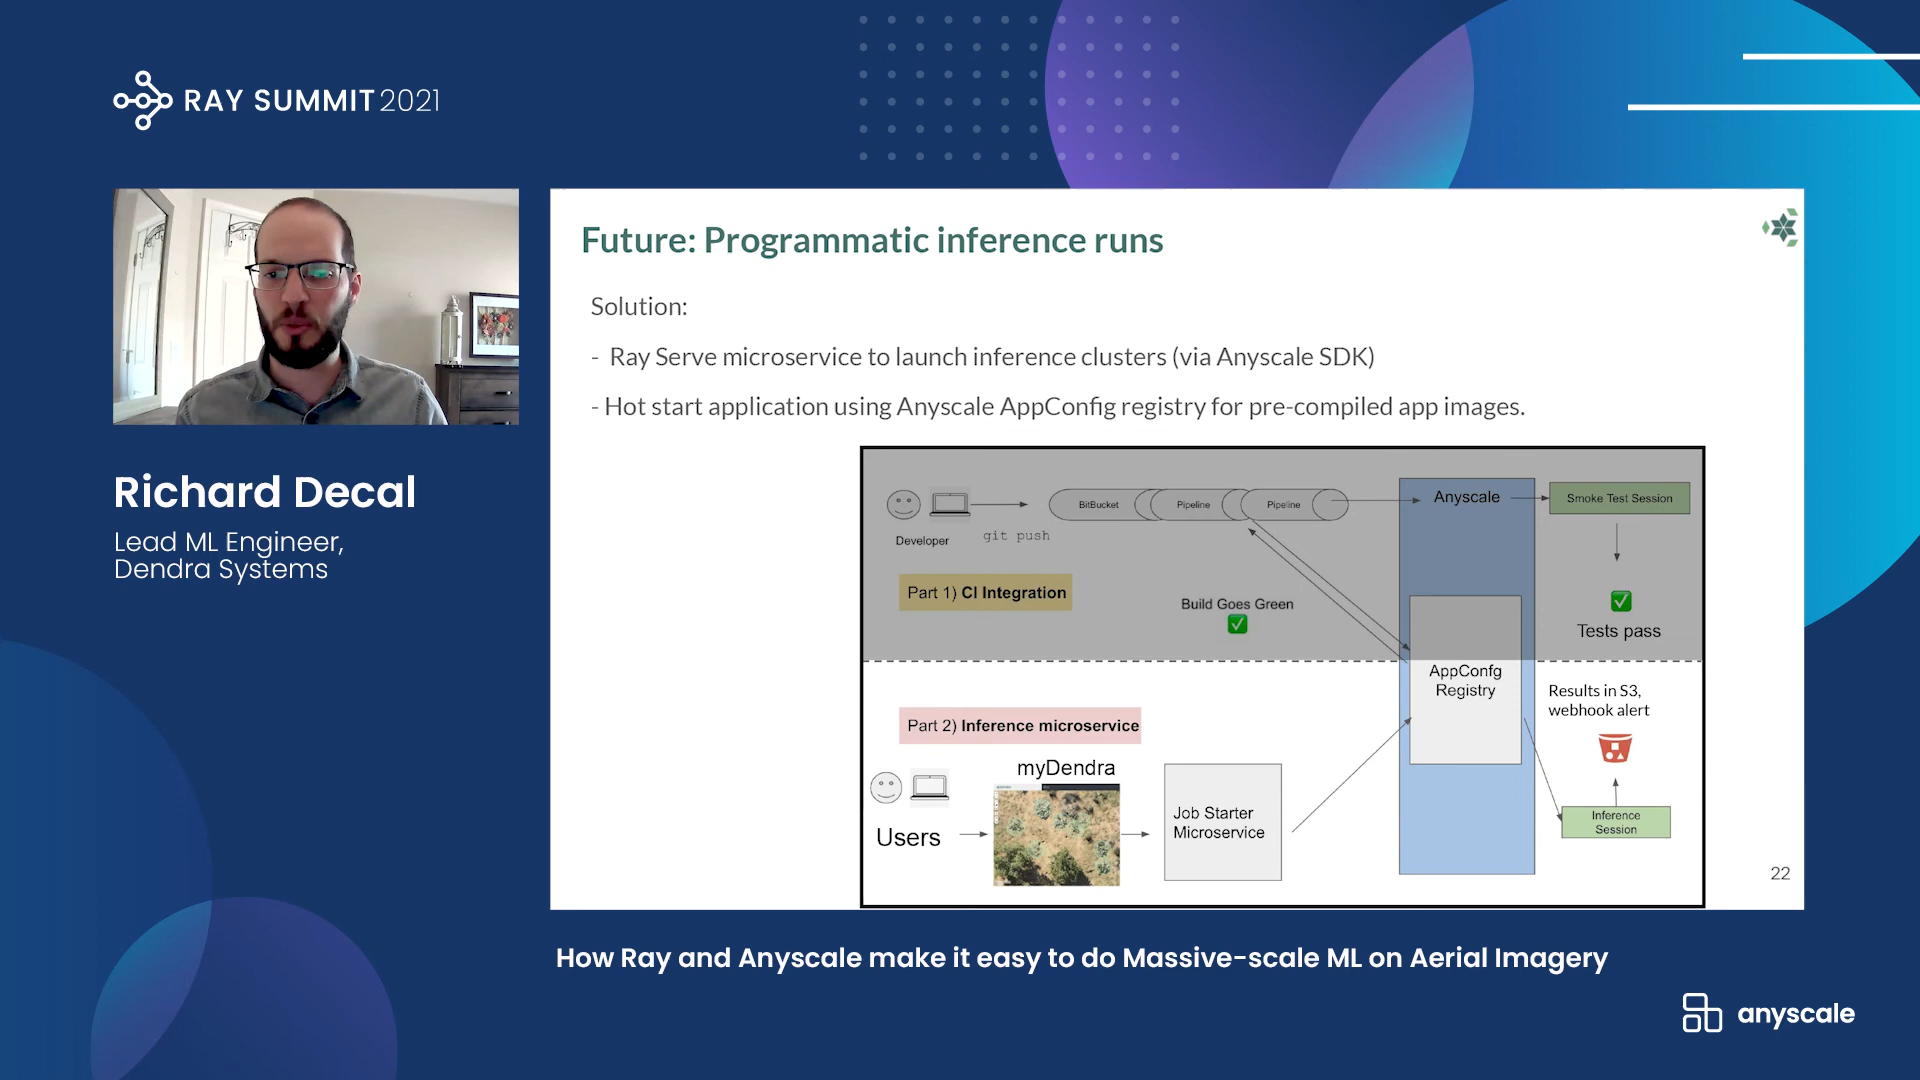 RAY SUMMIT 2021
Richard Decal
Lead ML Engineer,
Dendra Systems
Future: Programmatic inference runs
Solution:
- Ray Serve microservice to launch inference clusters (via Anyscale SDK)
- Hot start application using Anyscale AppConfig registry for pre-compiled app images.
Developer
git push
BitBucket
Pipeline
Pipeline
Anyscale
Smoke Test Session
Part 1) CI Integration
Build Goes Green
Tests pass
AppConfg
Registry
Results in S3,
webhook alert
Part 2) Inference microservice
myDendra
Users
Job Starter
Microservice
Inference
Session
22
How Ray and Anyscale make it easy to do Massive-scale ML on Aerial Imagery
anyscale